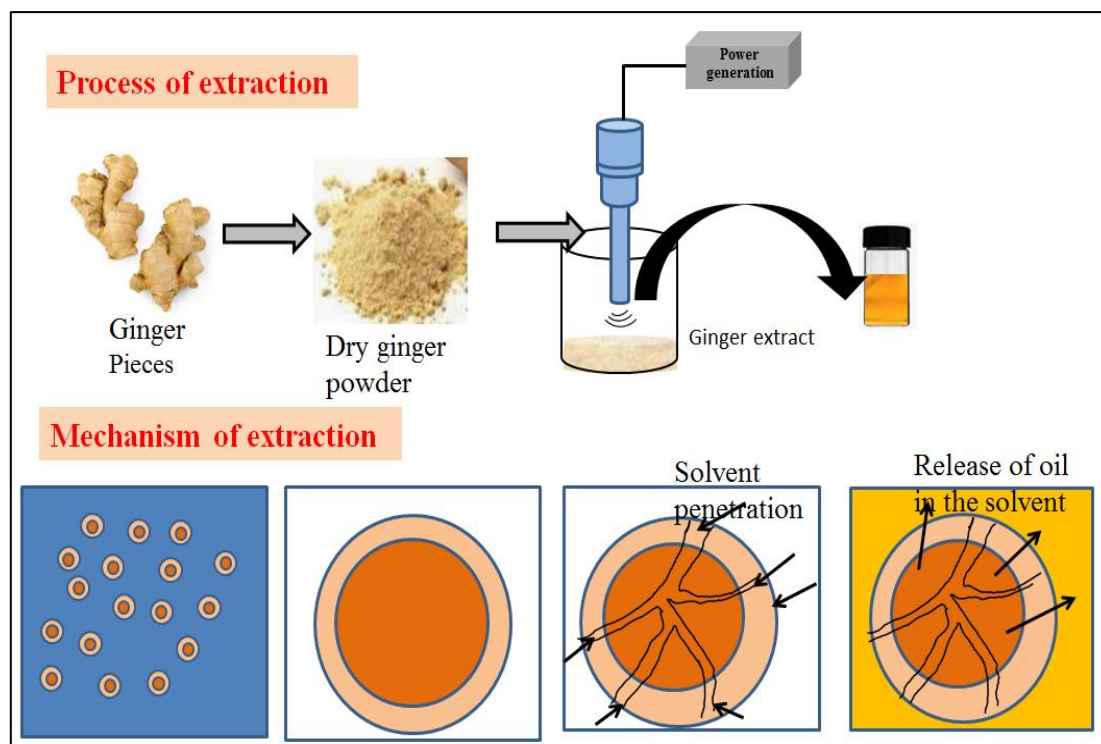 Process of extraction
Power
generation
Ginger
Pieces
Dry ginger
powder
Ginger extract
Mechanism of extraction
Solvent
penetration
Release of oil
in the solvent